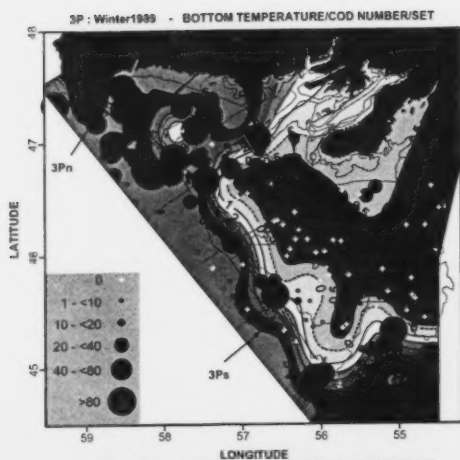 3P : Winter1989 - BOTTOM TEMPERATURE/COD NUMBER/SET
48
47
46
45
LATITUDE
3Pn
3Ps
0
1 - <10
10 - <20
20 - <40
40 - <80
>80
59 58 57 56 55
LONGITUDE